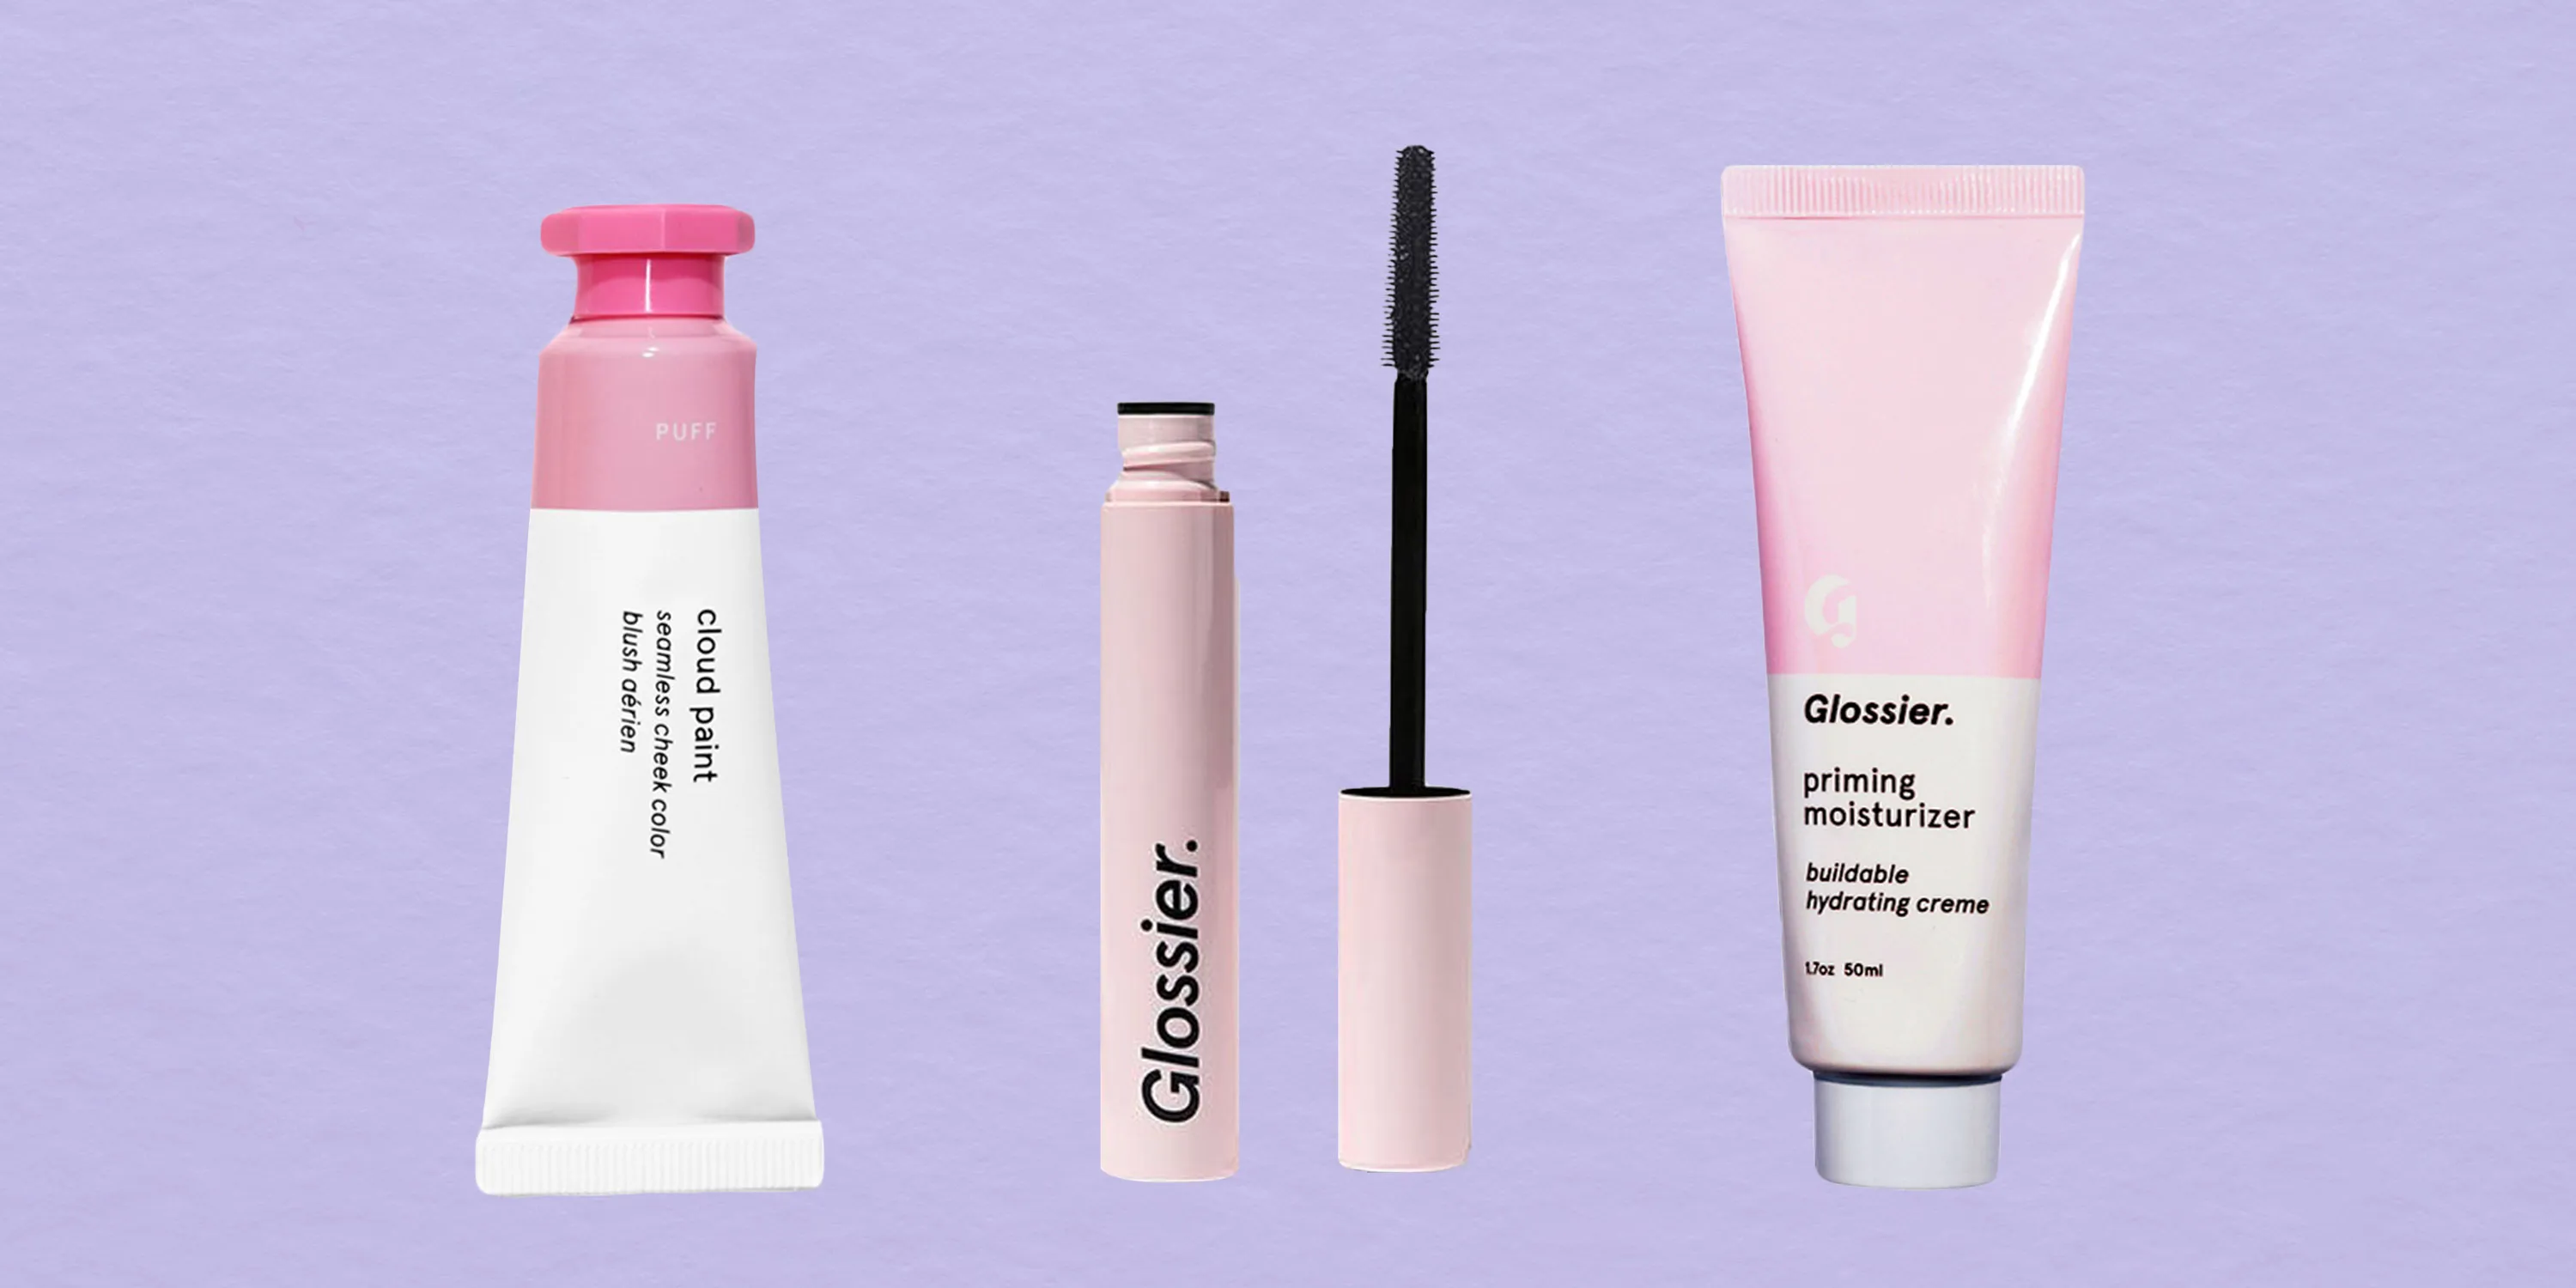 PUFF
cloud paint
seamless cheek color
blush aérien
Glossier.
G
Glossier.
priming
moisturizer
buildable
hydrating creme
1.7oz 50ml